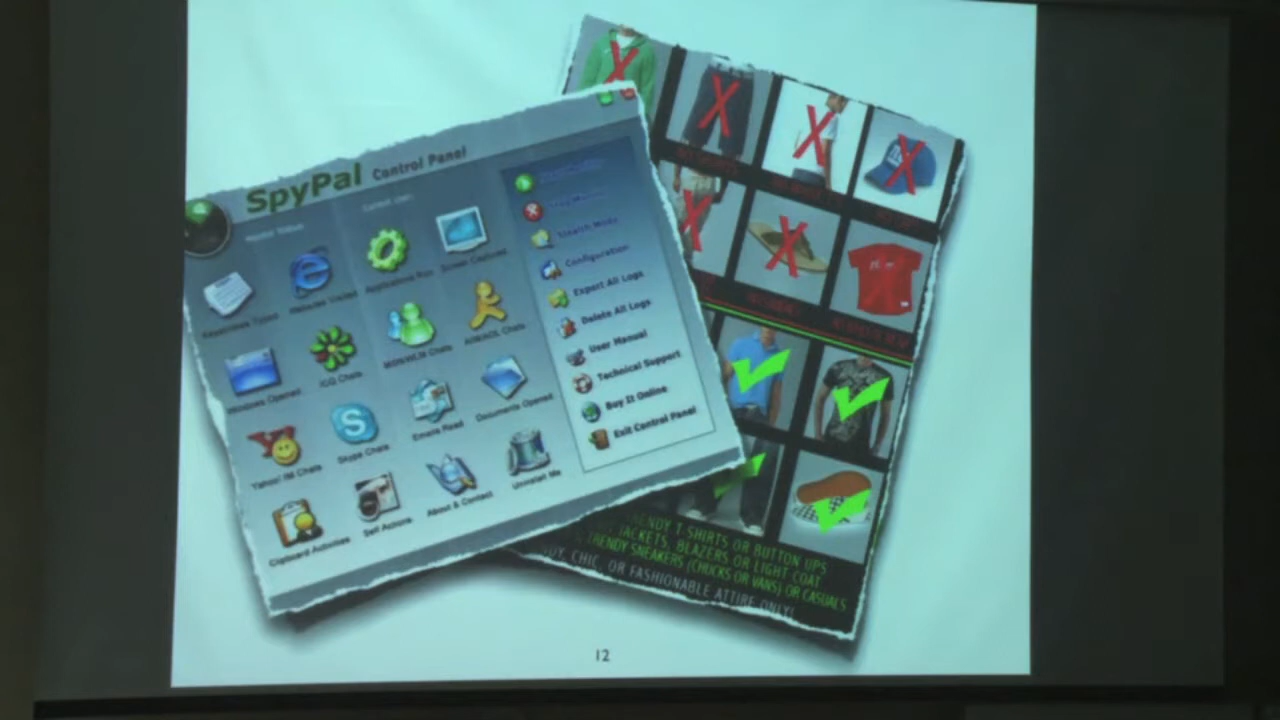 SpyPal Control Panel
Keystrokes Typed
Websites Visited
Applications Ran
Screen Captures
Windows Opened
ICQ Chats
MSN/WLM Chats
AIM/AOL Chats
Yahoo! IM Chats
Skype Chats
Emails Read
Documents Opened
Clipboard Activities
Self Actions
About & Contact
Uninstall Me
Stealth Mode
Configuration
Export All Logs
Delete All Logs
User Manual
Technical Support
Buy It Online
Exit Control Panel
TRENDY T-SHIRTS OR BUTTON UPS
JACKETS, BLAZERS OR LIGHT COAT
TRENDY SNEAKERS (CHUCKS OR VANS) OR CASUALS
CHIC, OR FASHIONABLE ATTIRE ONLY!
12